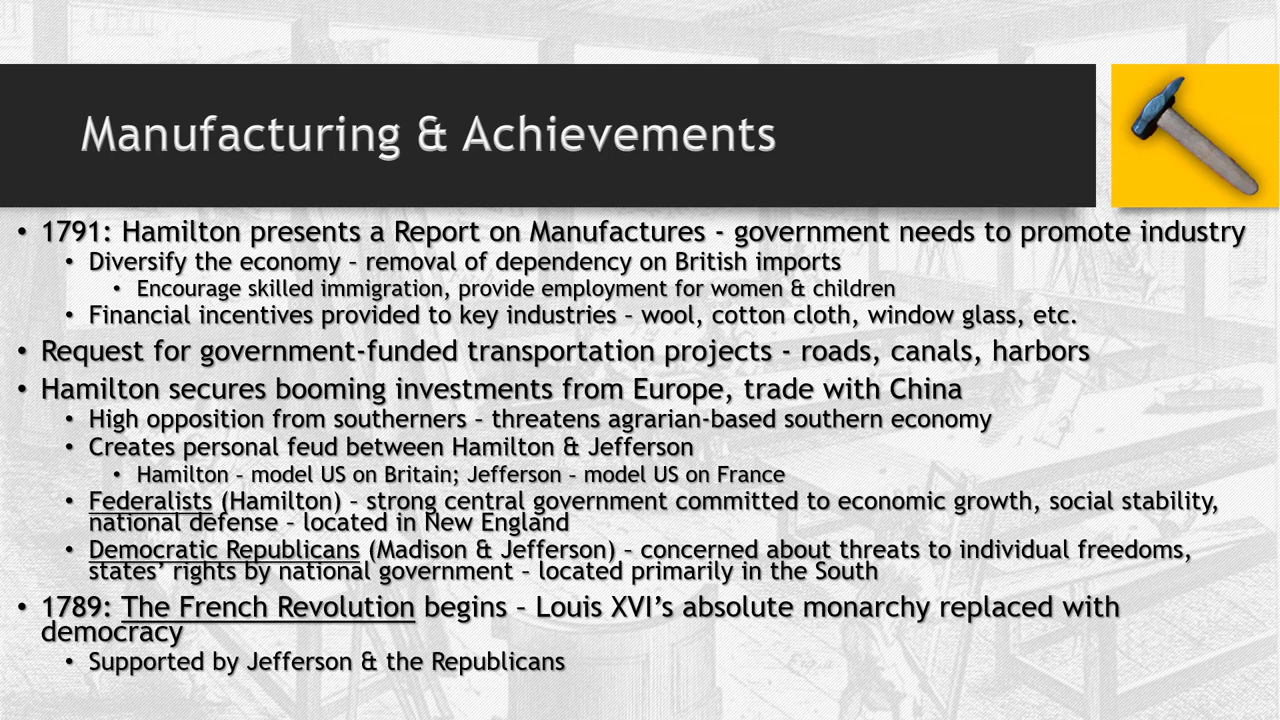 Manufacturing & Achievements
• 1791: Hamilton presents a Report on Manufactures - government needs to promote industry
• Diversify the economy – removal of dependency on British imports
• Encourage skilled immigration, provide employment for women & children
• Financial incentives provided to key industries – wool, cotton cloth, window glass, etc.
• Request for government-funded transportation projects - roads, canals, harbors
• Hamilton secures booming investments from Europe, trade with China
• High opposition from southerners – threatens agrarian-based southern economy
• Creates personal feud between Hamilton & Jefferson
• Hamilton – model US on Britain; Jefferson – model US on France
• Federalists (Hamilton) – strong central government committed to economic growth, social stability,
national defense – located in New England
• Democratic Republicans (Madison & Jefferson) – concerned about threats to individual freedoms,
states’ rights by national government – located primarily in the South
• 1789: The French Revolution begins – Louis XVI’s absolute monarchy replaced with
democracy
• Supported by Jefferson & the Republicans